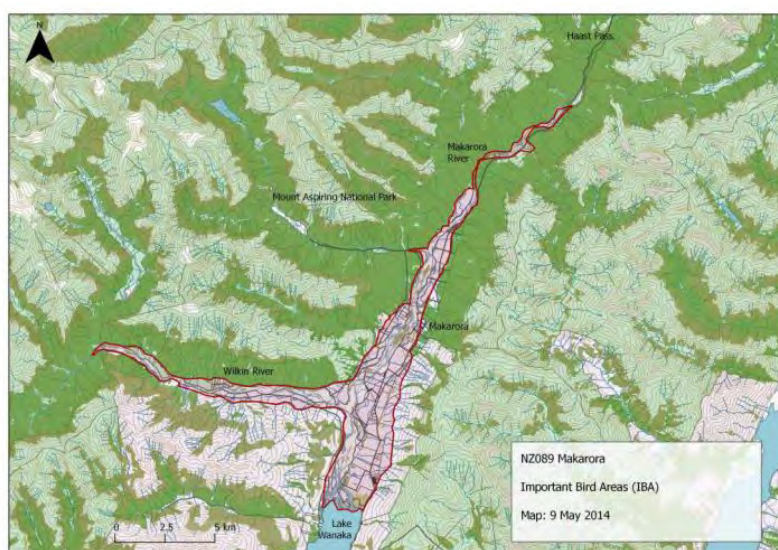 N
Haast Pass
Makarora
River
Mount Aspiring National Park
Makarora
Wilkin River
NZ089 Makarora
Important Bird Areas (IBA)
Map: 9 May 2014
0 2.5 5 km
Lake
Wanaka